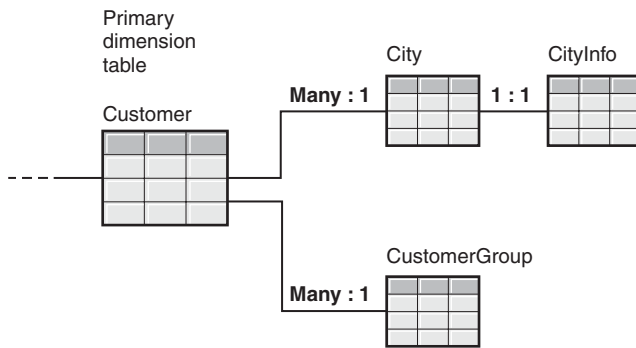 Primary
dimension
table
Customer
Many : 1
City
1 : 1
CityInfo
Many : 1
CustomerGroup